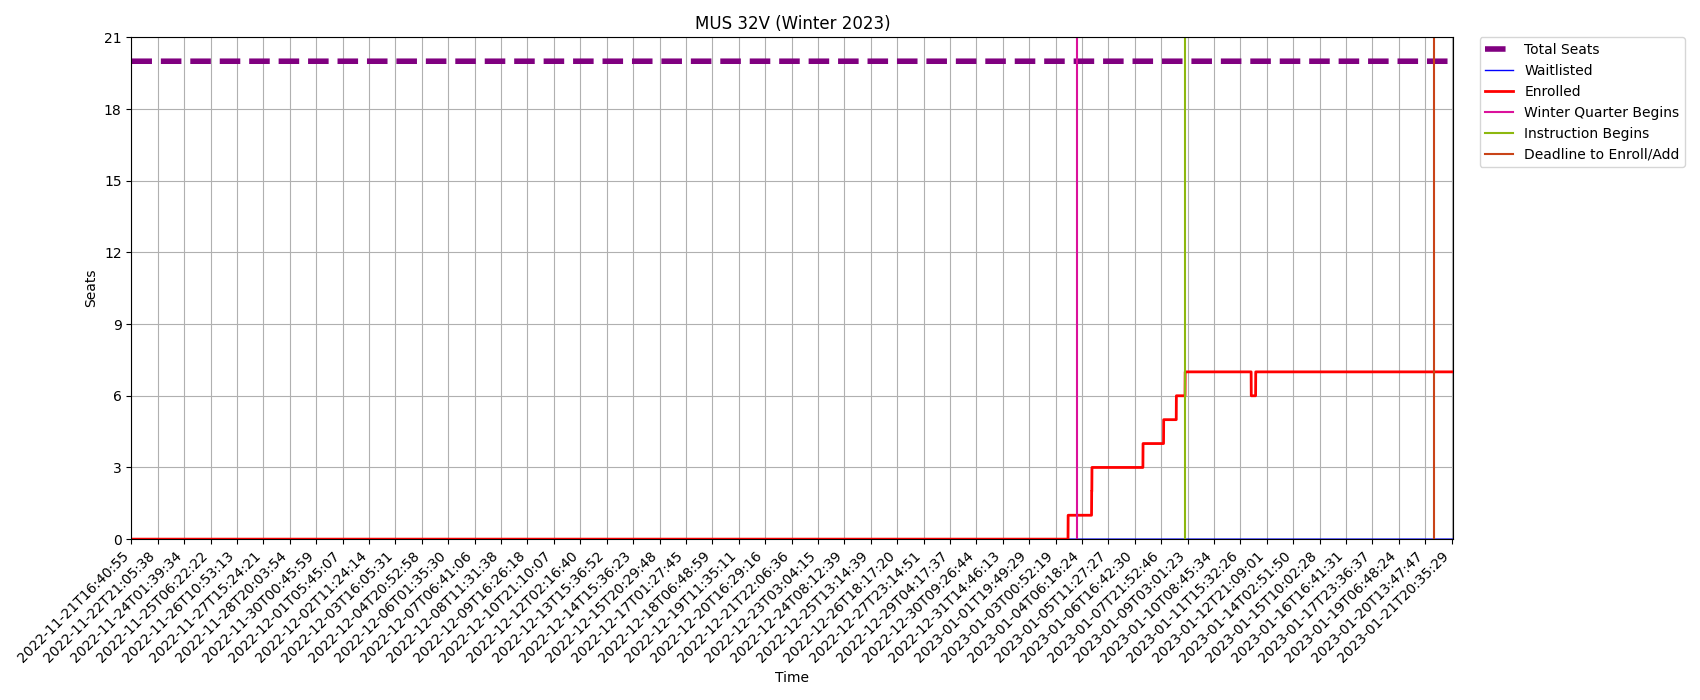 MUS 32V (Winter 2023)
21
18
15
12
9
6
3
0
Seats
2022-11-21T16:40:55
2022-11-22T21:05:38
2022-11-24T01:39:34
2022-11-25T06:22:22
2022-11-26T10:53:13
2022-11-27T15:24:21
2022-11-28T20:03:54
2022-11-30T00:45:59
2022-12-01T05:45:07
2022-12-02T11:24:14
2022-12-03T16:05:31
2022-12-04T20:52:58
2022-12-06T01:35:30
2022-12-07T06:41:06
2022-12-08T11:31:38
2022-12-09T16:26:18
2022-12-10T21:10:07
2022-12-12T02:16:40
2022-12-13T15:36:52
2022-12-14T15:36:23
2022-12-15T20:29:48
2022-12-17T01:27:45
2022-12-18T06:48:59
2022-12-19T11:35:11
2022-12-20T16:29:16
2022-12-21T22:06:36
2022-12-23T03:04:15
2022-12-24T08:12:39
2022-12-25T13:14:39
2022-12-26T18:17:20
2022-12-27T23:14:51
2022-12-29T04:17:37
2022-12-30T09:26:44
2022-12-31T14:46:13
2023-01-01T19:49:29
2023-01-03T00:52:19
2023-01-04T06:18:24
2023-01-05T11:27:27
2023-01-06T16:42:30
2023-01-07T21:52:46
2023-01-09T03:01:23
2023-01-10T08:45:34
2023-01-11T15:32:26
2023-01-12T21:09:01
2023-01-14T02:51:50
2023-01-15T10:02:28
2023-01-16T16:41:31
2023-01-17T23:36:37
2023-01-19T06:48:24
2023-01-20T13:47:47
2023-01-21T20:35:29
Time
Total Seats
Waitlisted
Enrolled
Winter Quarter Begins
Instruction Begins
Deadline to Enroll/Add